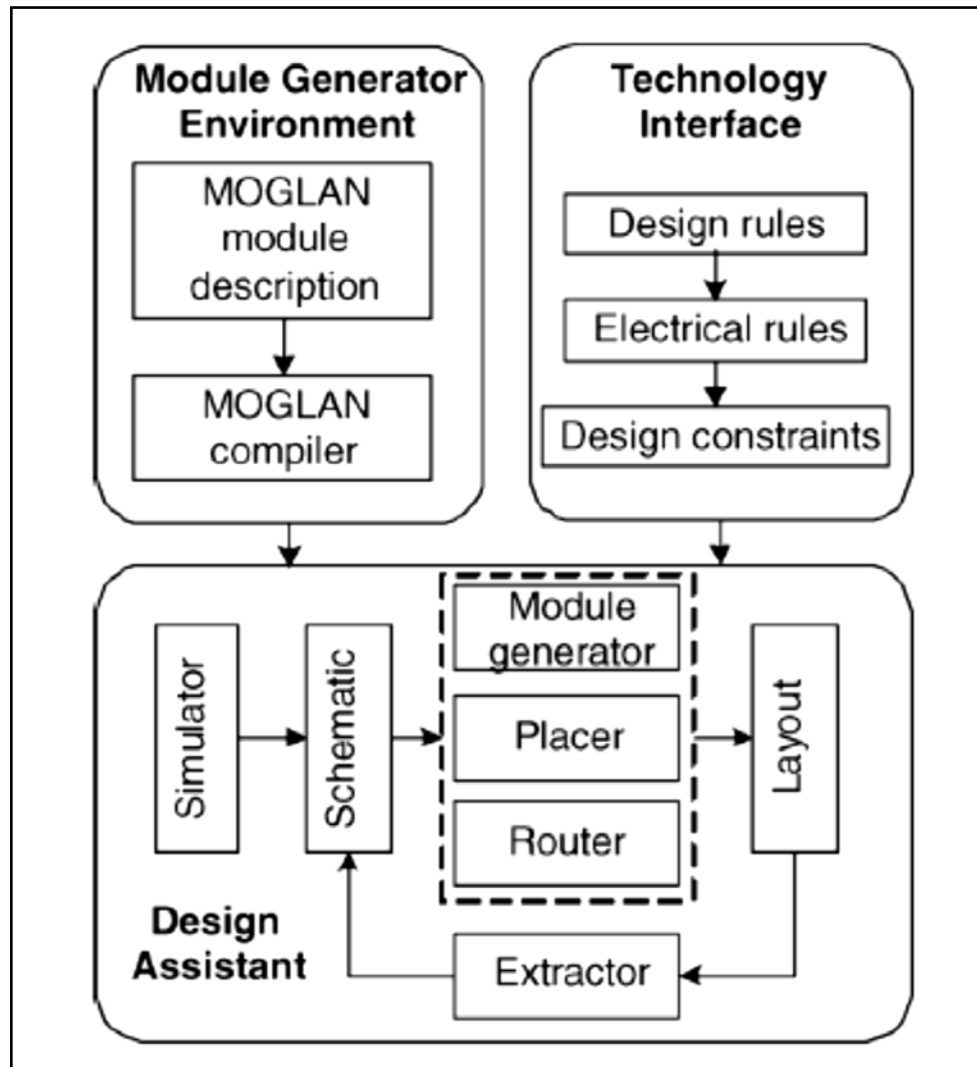 Module Generator
Environment
MOGLAN
module
description
MOGLAN
compiler
Technology
Interface
Design rules
Electrical rules
Design constraints
Simulator
Schematic
Module
generator
Placer
Router
Layout
Extractor
Design
Assistant